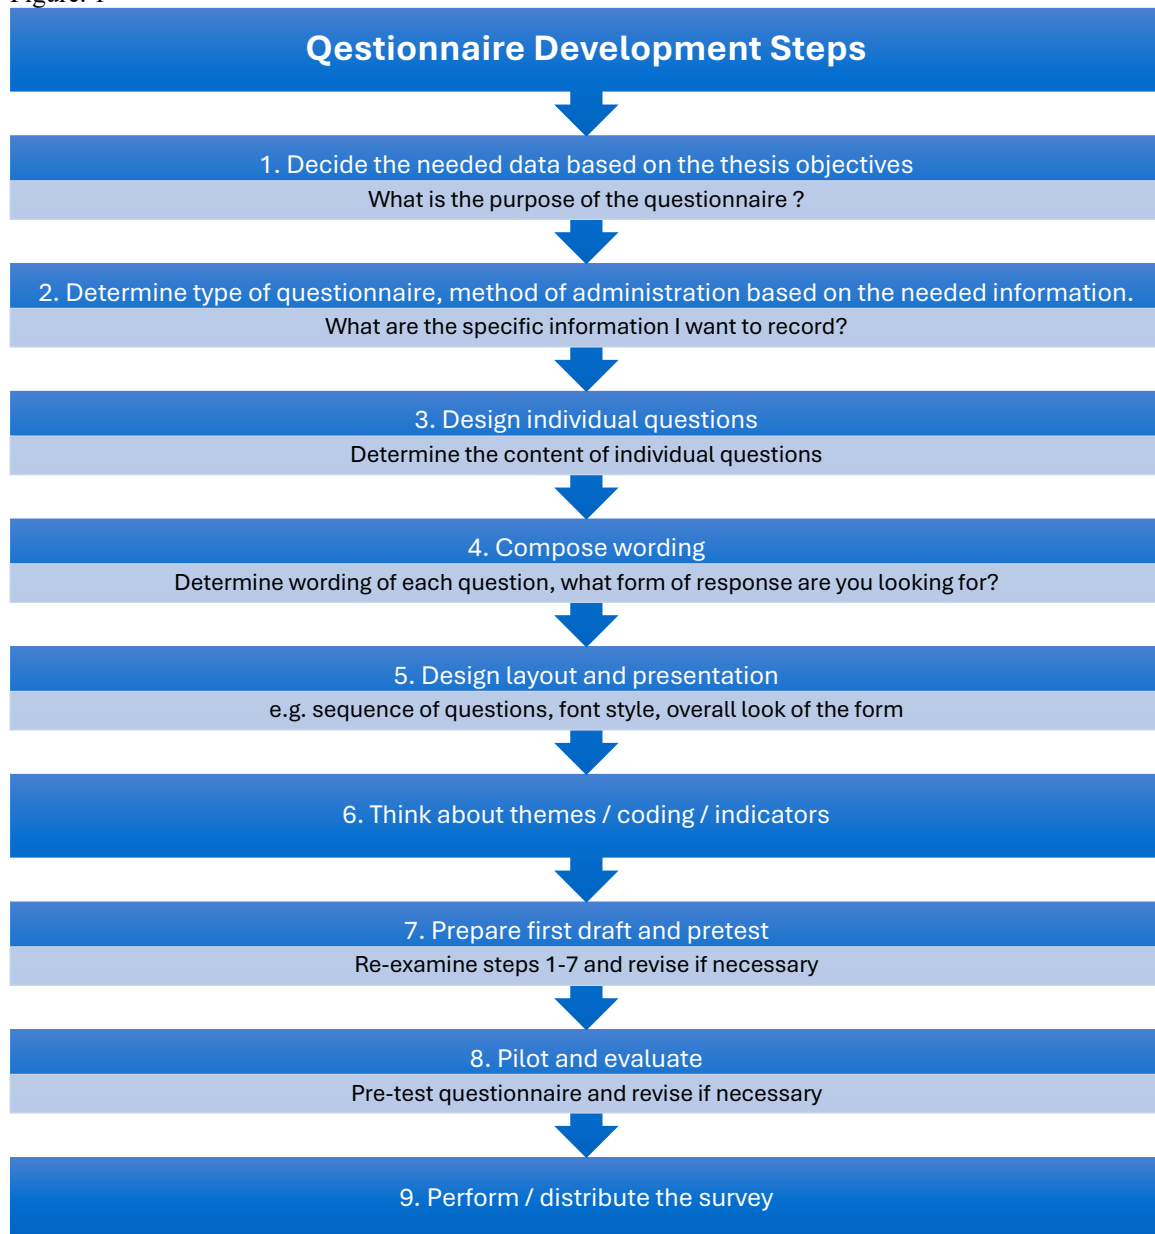 Figure. 1
Qestionnaire Development Steps
1. Decide the needed data based on the thesis objectives
What is the purpose of the questionnaire ?
2. Determine type of questionnaire, method of administration based on the needed information.
What are the specific information I want to record?
3. Design individual questions
Determine the content of individual questions
4. Compose wording
Determine wording of each question, what form of response are you looking for?
5. Design layout and presentation
e.g. sequence of questions, font style, overall look of the form
6. Think about themes / coding / indicators
7. Prepare first draft and pretest
Re-examine steps 1-7 and revise if necessary
8. Pilot and evaluate
Pre-test questionnaire and revise if necessary
9. Perform / distribute the survey